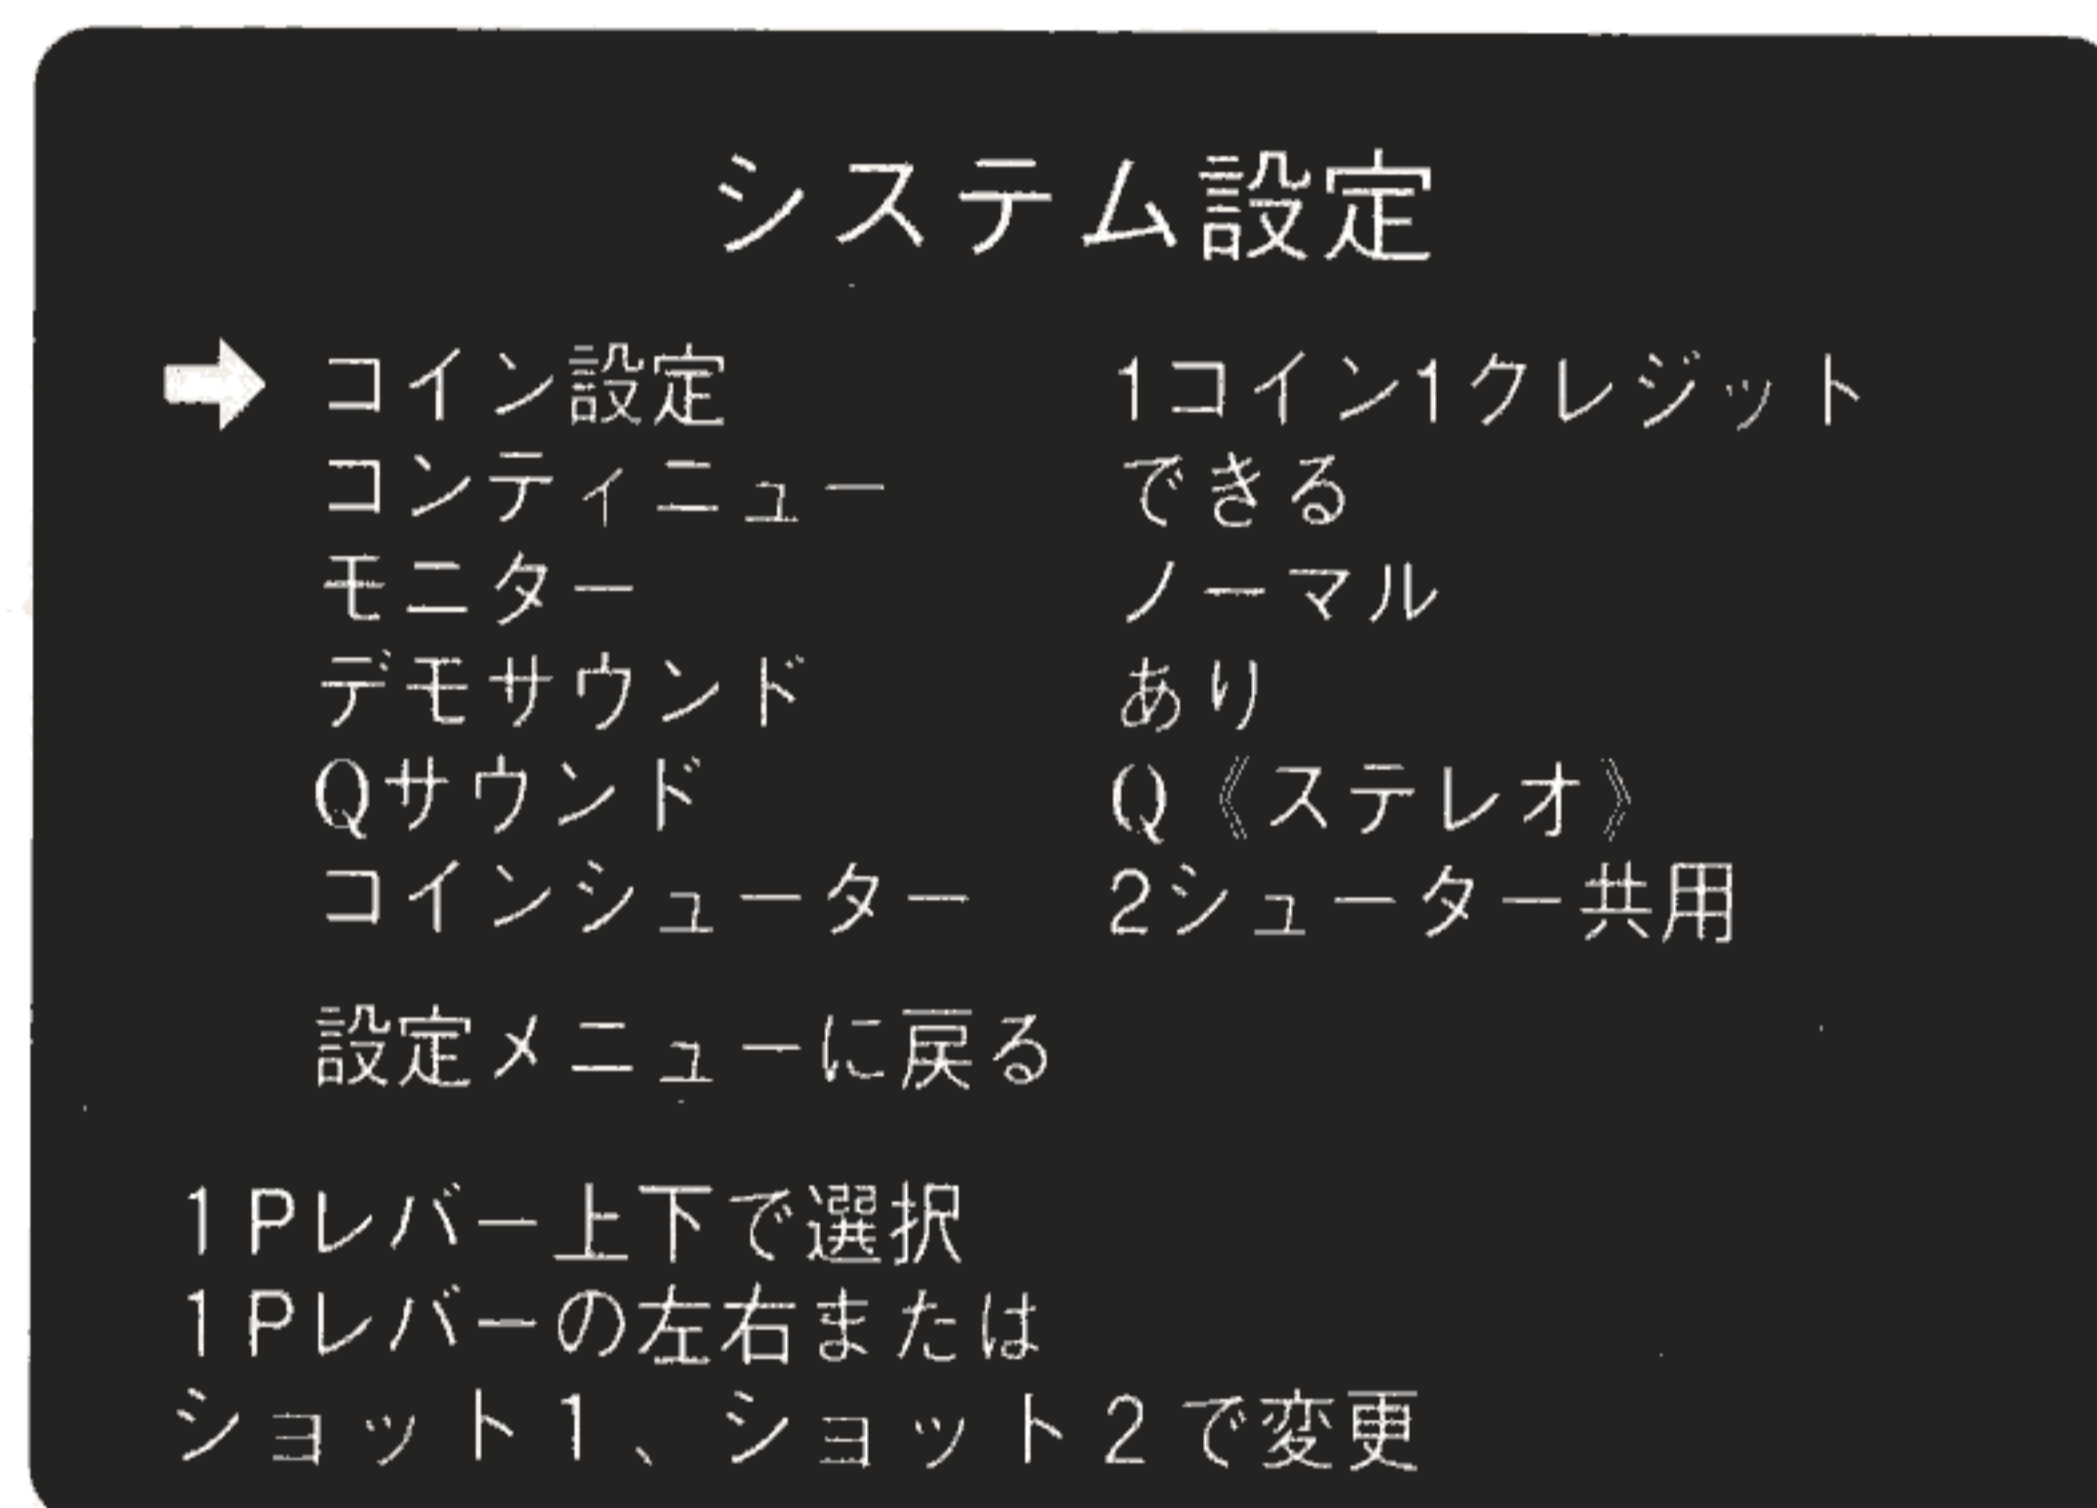 システム設定
➡ コイン設定 1コイン1クレジット
コンティニュー できる
モニター ノーマル
デモサウンド あり
Qサウンド Q《ステレオ》
コインシューター 2シューター共用
設定メニューに戻る
1Pレバー上下で選択
1Pレバーの左右または
ショット1、ショット2で変更